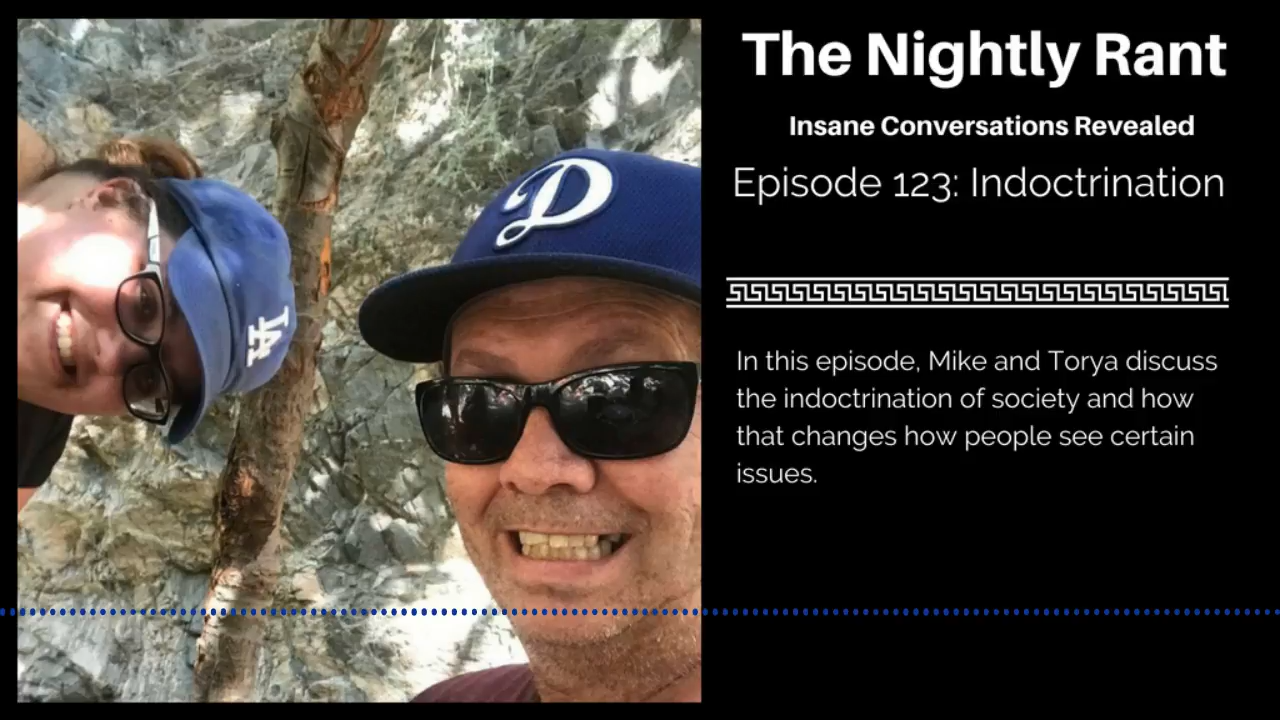 The Nightly Rant
Insane Conversations Revealed
Episode 123: Indoctrination
In this episode, Mike and Torya discuss
the indoctrination of society and how
that changes how people see certain
issues.
LA
D